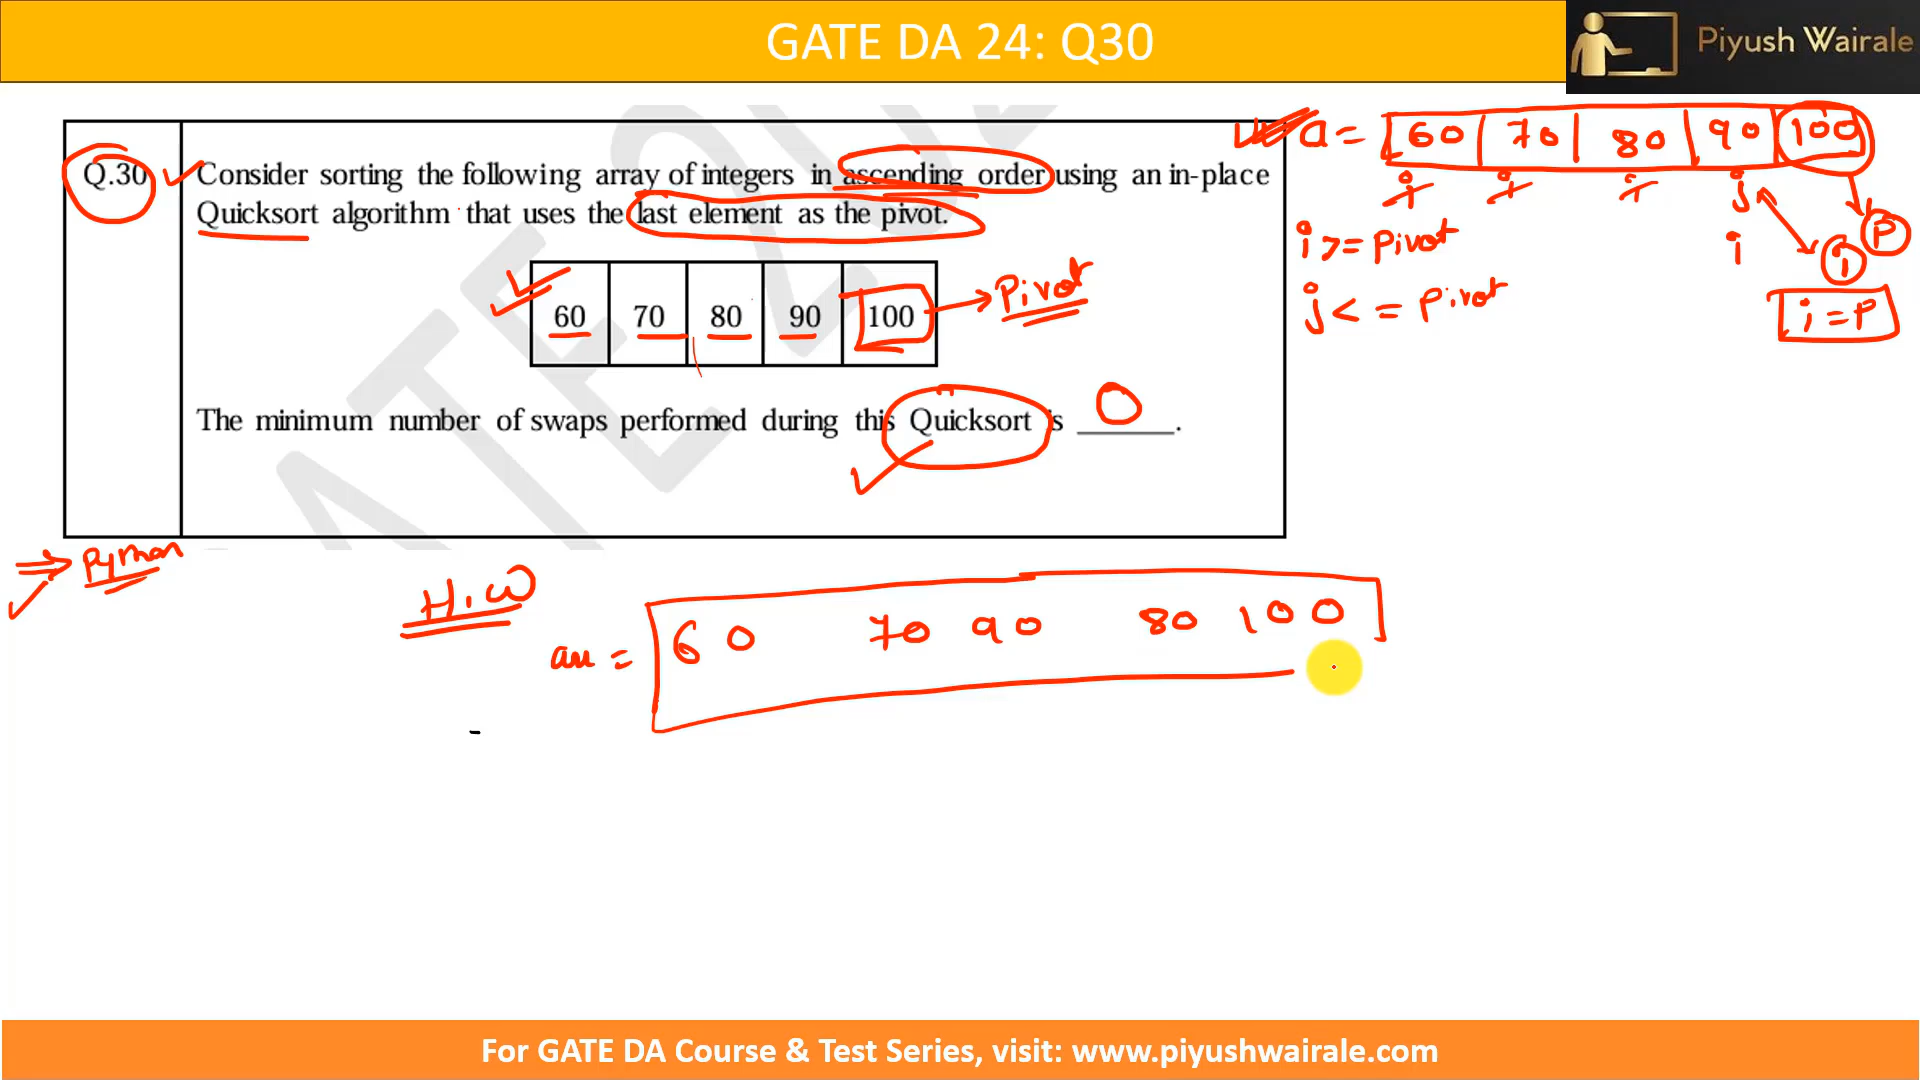 GATE DA 24: Q30
Piyush Wairale
Q.30
Consider sorting the following array of integers in ascending order using an in-place
Quicksort algorithm that uses the last element as the pivot.
60 70 80 90 100
Pivot
The minimum number of swaps performed during this Quicksort is ______.
0
a = 60 70 80 90 100
i i i j
i P
i >= Pivot
i
j <= Pivot
i = P
Python
H.W
arr = 60 70 90 80 100
For GATE DA Course & Test Series, visit: www.piyushwairale.com